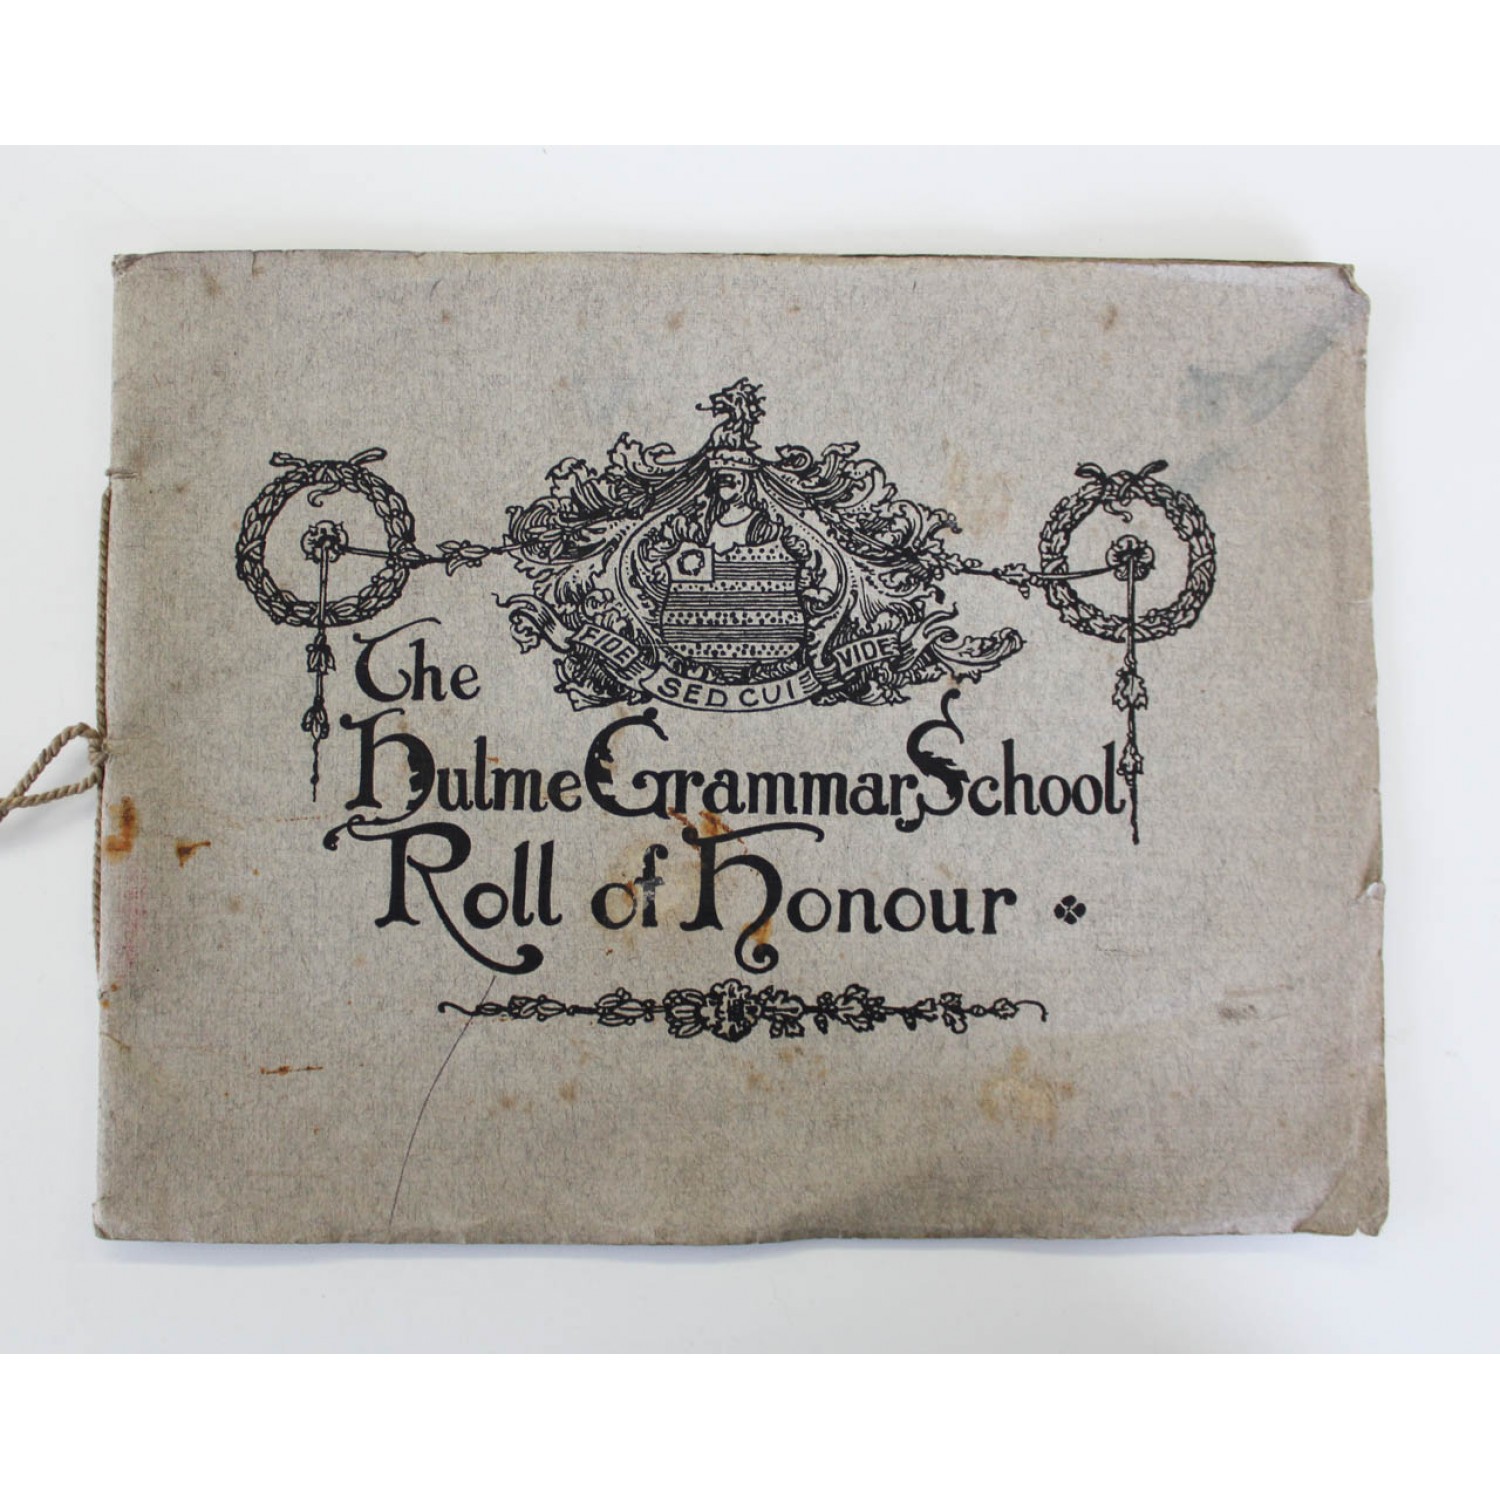 FIDE SED CUI VIDE
The
Hulme Grammar School
Roll of Honour